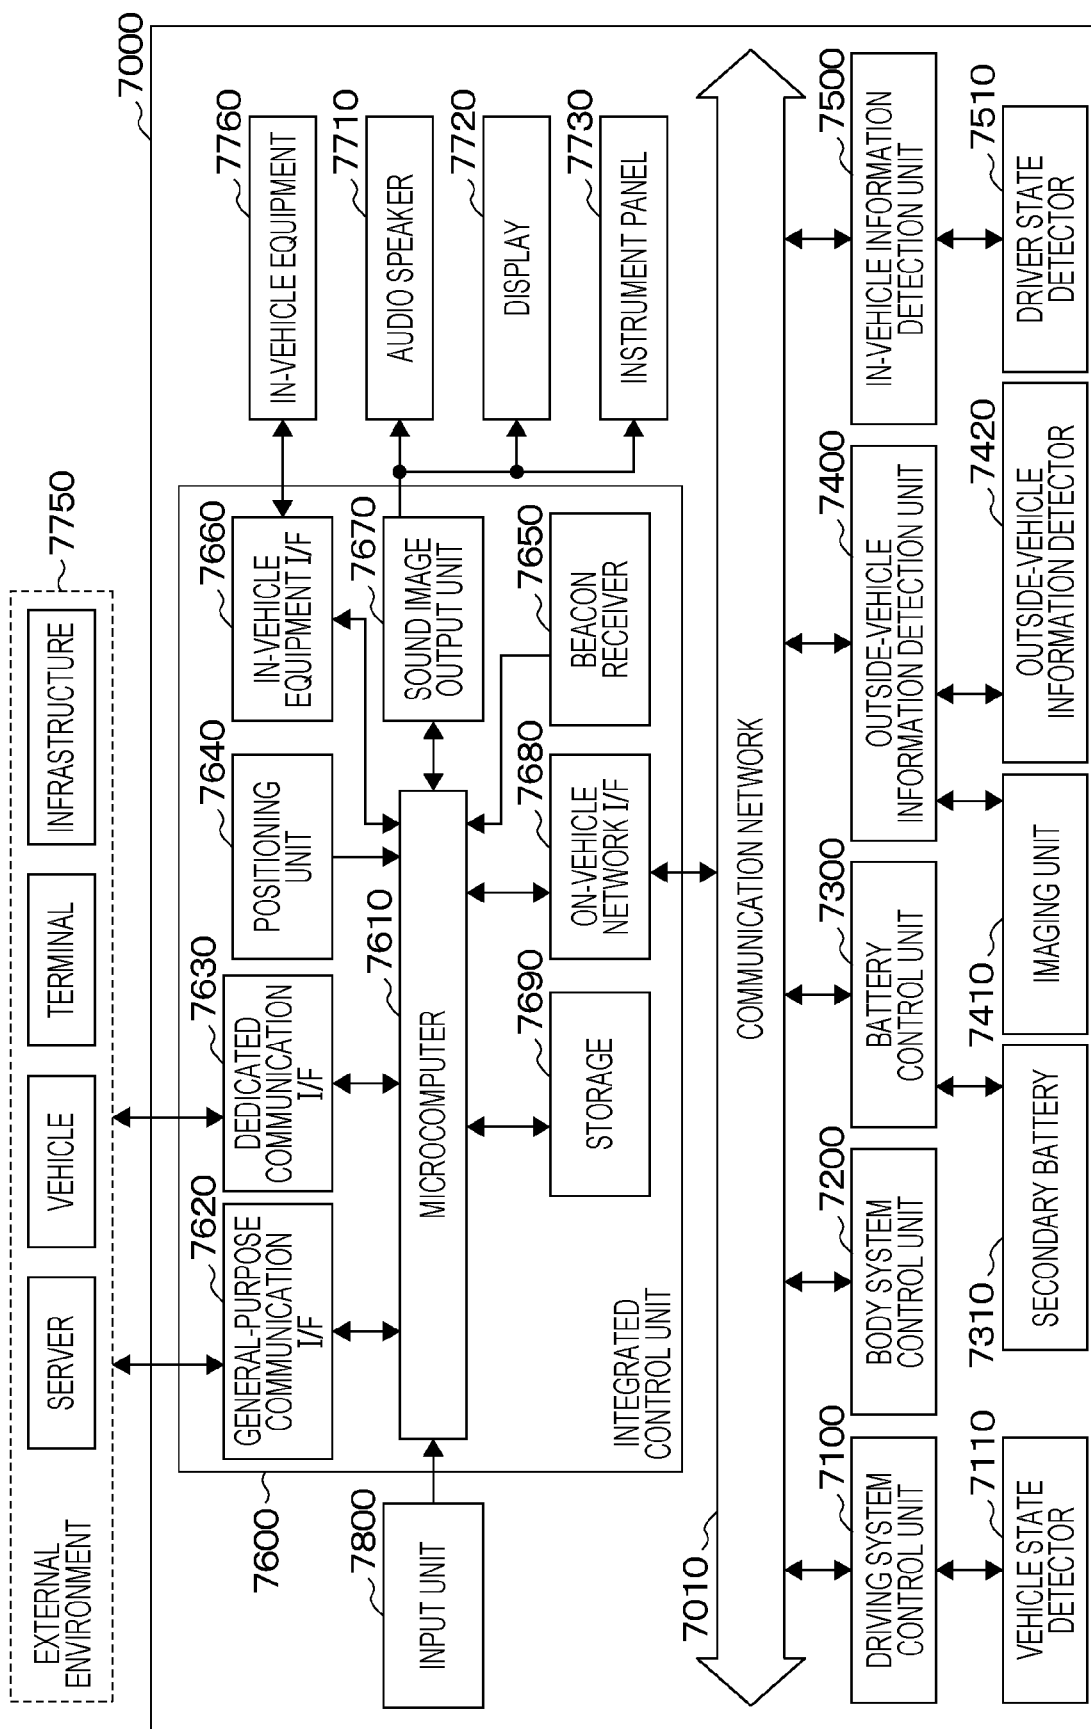 7000
EXTERNAL
ENVIRONMENT
SERVER
VEHICLE
TERMINAL
INFRASTRUCTURE
7750
7600
7620
GENERAL-PURPOSE
COMMUNICATION
I/F
7630
DEDICATED
COMMUNICATION
I/F
7640
POSITIONING
UNIT
7660
IN-VEHICLE
EQUIPMENT I/F
7760
IN-VEHICLE EQUIPMENT
7800
INPUT UNIT
7610
MICROCOMPUTER
7670
SOUND IMAGE
OUTPUT UNIT
7710
AUDIO SPEAKER
7720
DISPLAY
7730
INSTRUMENT PANEL
INTEGRATED
CONTROL UNIT
7690
STORAGE
7680
ON-VEHICLE
NETWORK I/F
7650
BEACON
RECEIVER
7010
COMMUNICATION NETWORK
7100
DRIVING SYSTEM
CONTROL UNIT
7200
BODY SYSTEM
CONTROL UNIT
7300
BATTERY
CONTROL UNIT
7400
OUTSIDE-VEHICLE
INFORMATION DETECTION UNIT
7500
IN-VEHICLE INFORMATION
DETECTION UNIT
7110
VEHICLE STATE
DETECTOR
7310
SECONDARY BATTERY
7410
IMAGING UNIT
7420
OUTSIDE-VEHICLE
INFORMATION DETECTOR
7510
DRIVER STATE
DETECTOR